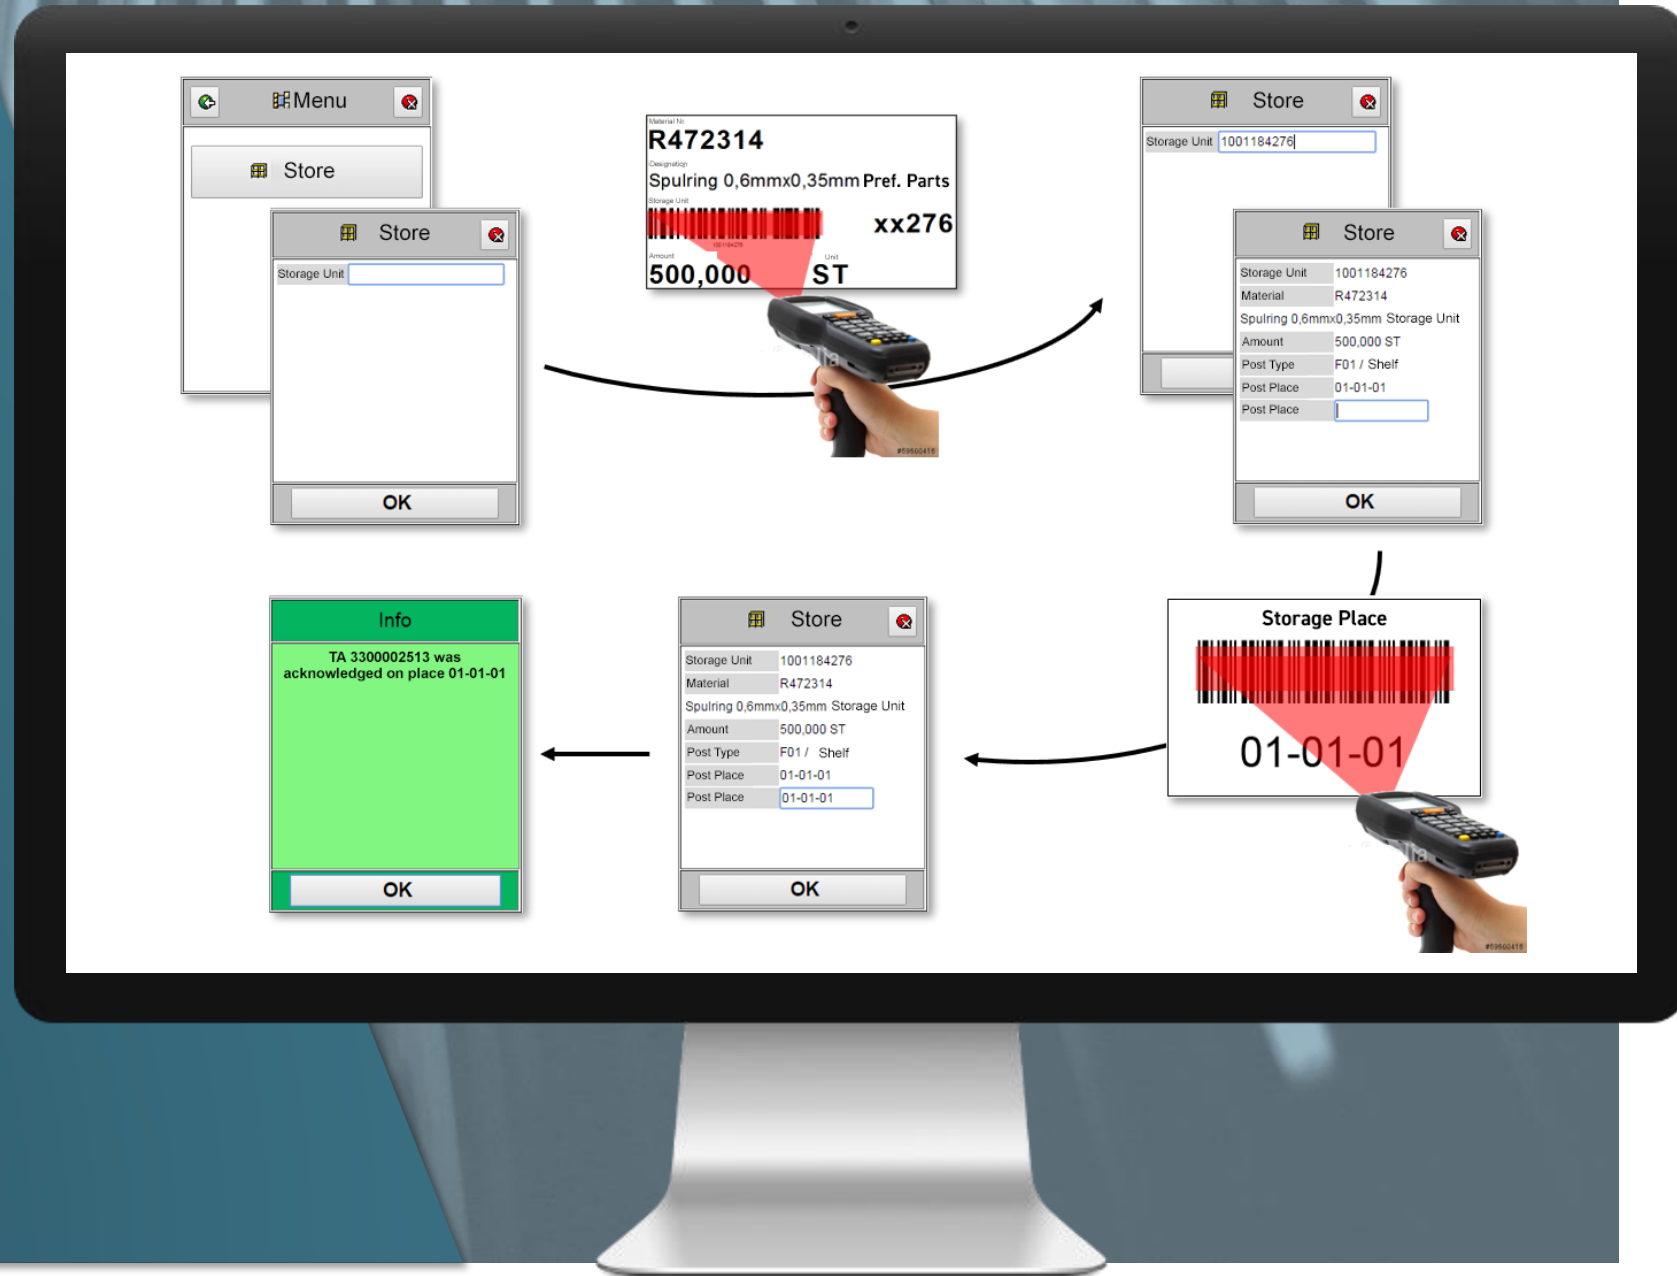 Menu
Store
Store
Storage Unit
OK
Material Nr.
R472314
Designation
Spulring 0,6mmx0,35mm Pref. Parts
Storage Unit
xx276
1001184276
Amount
Unit
500,000 ST
#59500416
Store
Storage Unit 1001184276
Store
Storage Unit 1001184276
Material R472314
Spulring 0,6mmx0,35mm Storage Unit
Amount 500,000 ST
Post Type F01 / Shelf
Post Place 01-01-01
Post Place
OK
Storage Place
01-01-01
#59500416
Store
Storage Unit 1001184276
Material R472314
Spulring 0,6mmx0,35mm Storage Unit
Amount 500,000 ST
Post Type F01 / Shelf
Post Place 01-01-01
Post Place 01-01-01
OK
Info
TA 3300002513 was
acknowledged on place 01-01-01
OK